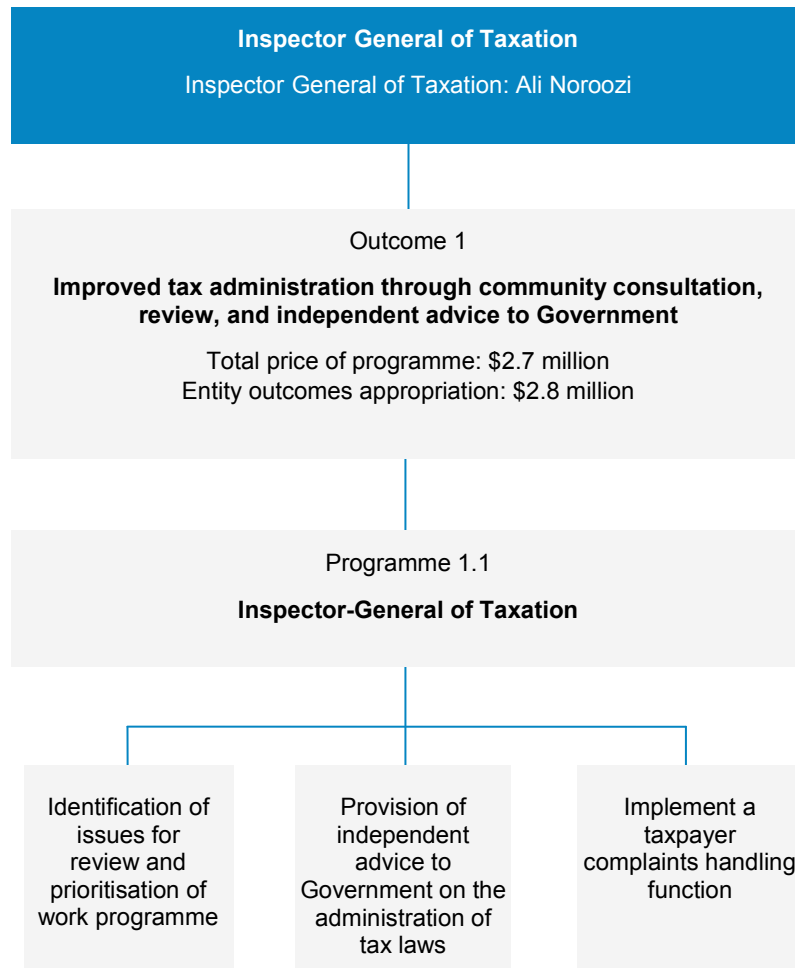 Inspector General of Taxation
Inspector General of Taxation: Ali Noroozi
Outcome 1
Improved tax administration through community consultation,
review, and independent advice to Government
Total price of programme: $2.7 million
Entity outcomes appropriation: $2.8 million
Programme 1.1
Inspector-General of Taxation
Identification of
issues for
review and
prioritisation of
work programme
Provision of
independent
advice to
Government on the
administration of
tax laws
Implement a
taxpayer
complaints handling
function